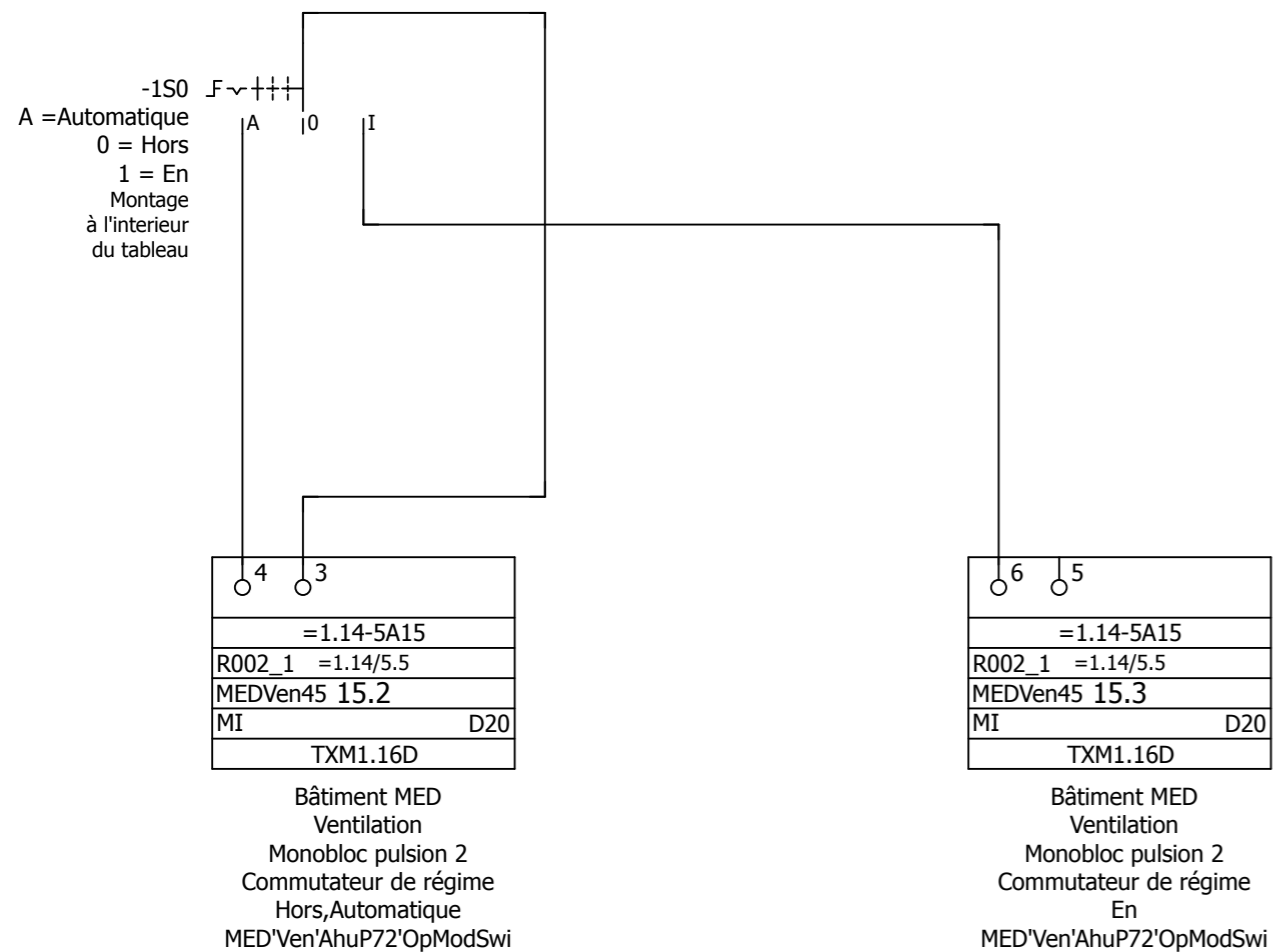 -1S0
A =Automatique
0 = Hors
1 = En
Montage
à l'interieur
du tableau
A
0
I
4
3
=1.14-5A15
R002_1 =1.14/5.5
MEDVen45 15.2
MI D20
TXM1.16D
Bâtiment MED
Ventilation
Monobloc pulsion 2
Commutateur de régime
Hors,Automatique
MED'Ven'AhuP72'OpModSwi
6
5
=1.14-5A15
R002_1 =1.14/5.5
MEDVen45 15.3
MI D20
TXM1.16D
Bâtiment MED
Ventilation
Monobloc pulsion 2
Commutateur de régime
En
MED'Ven'AhuP72'OpModSwi